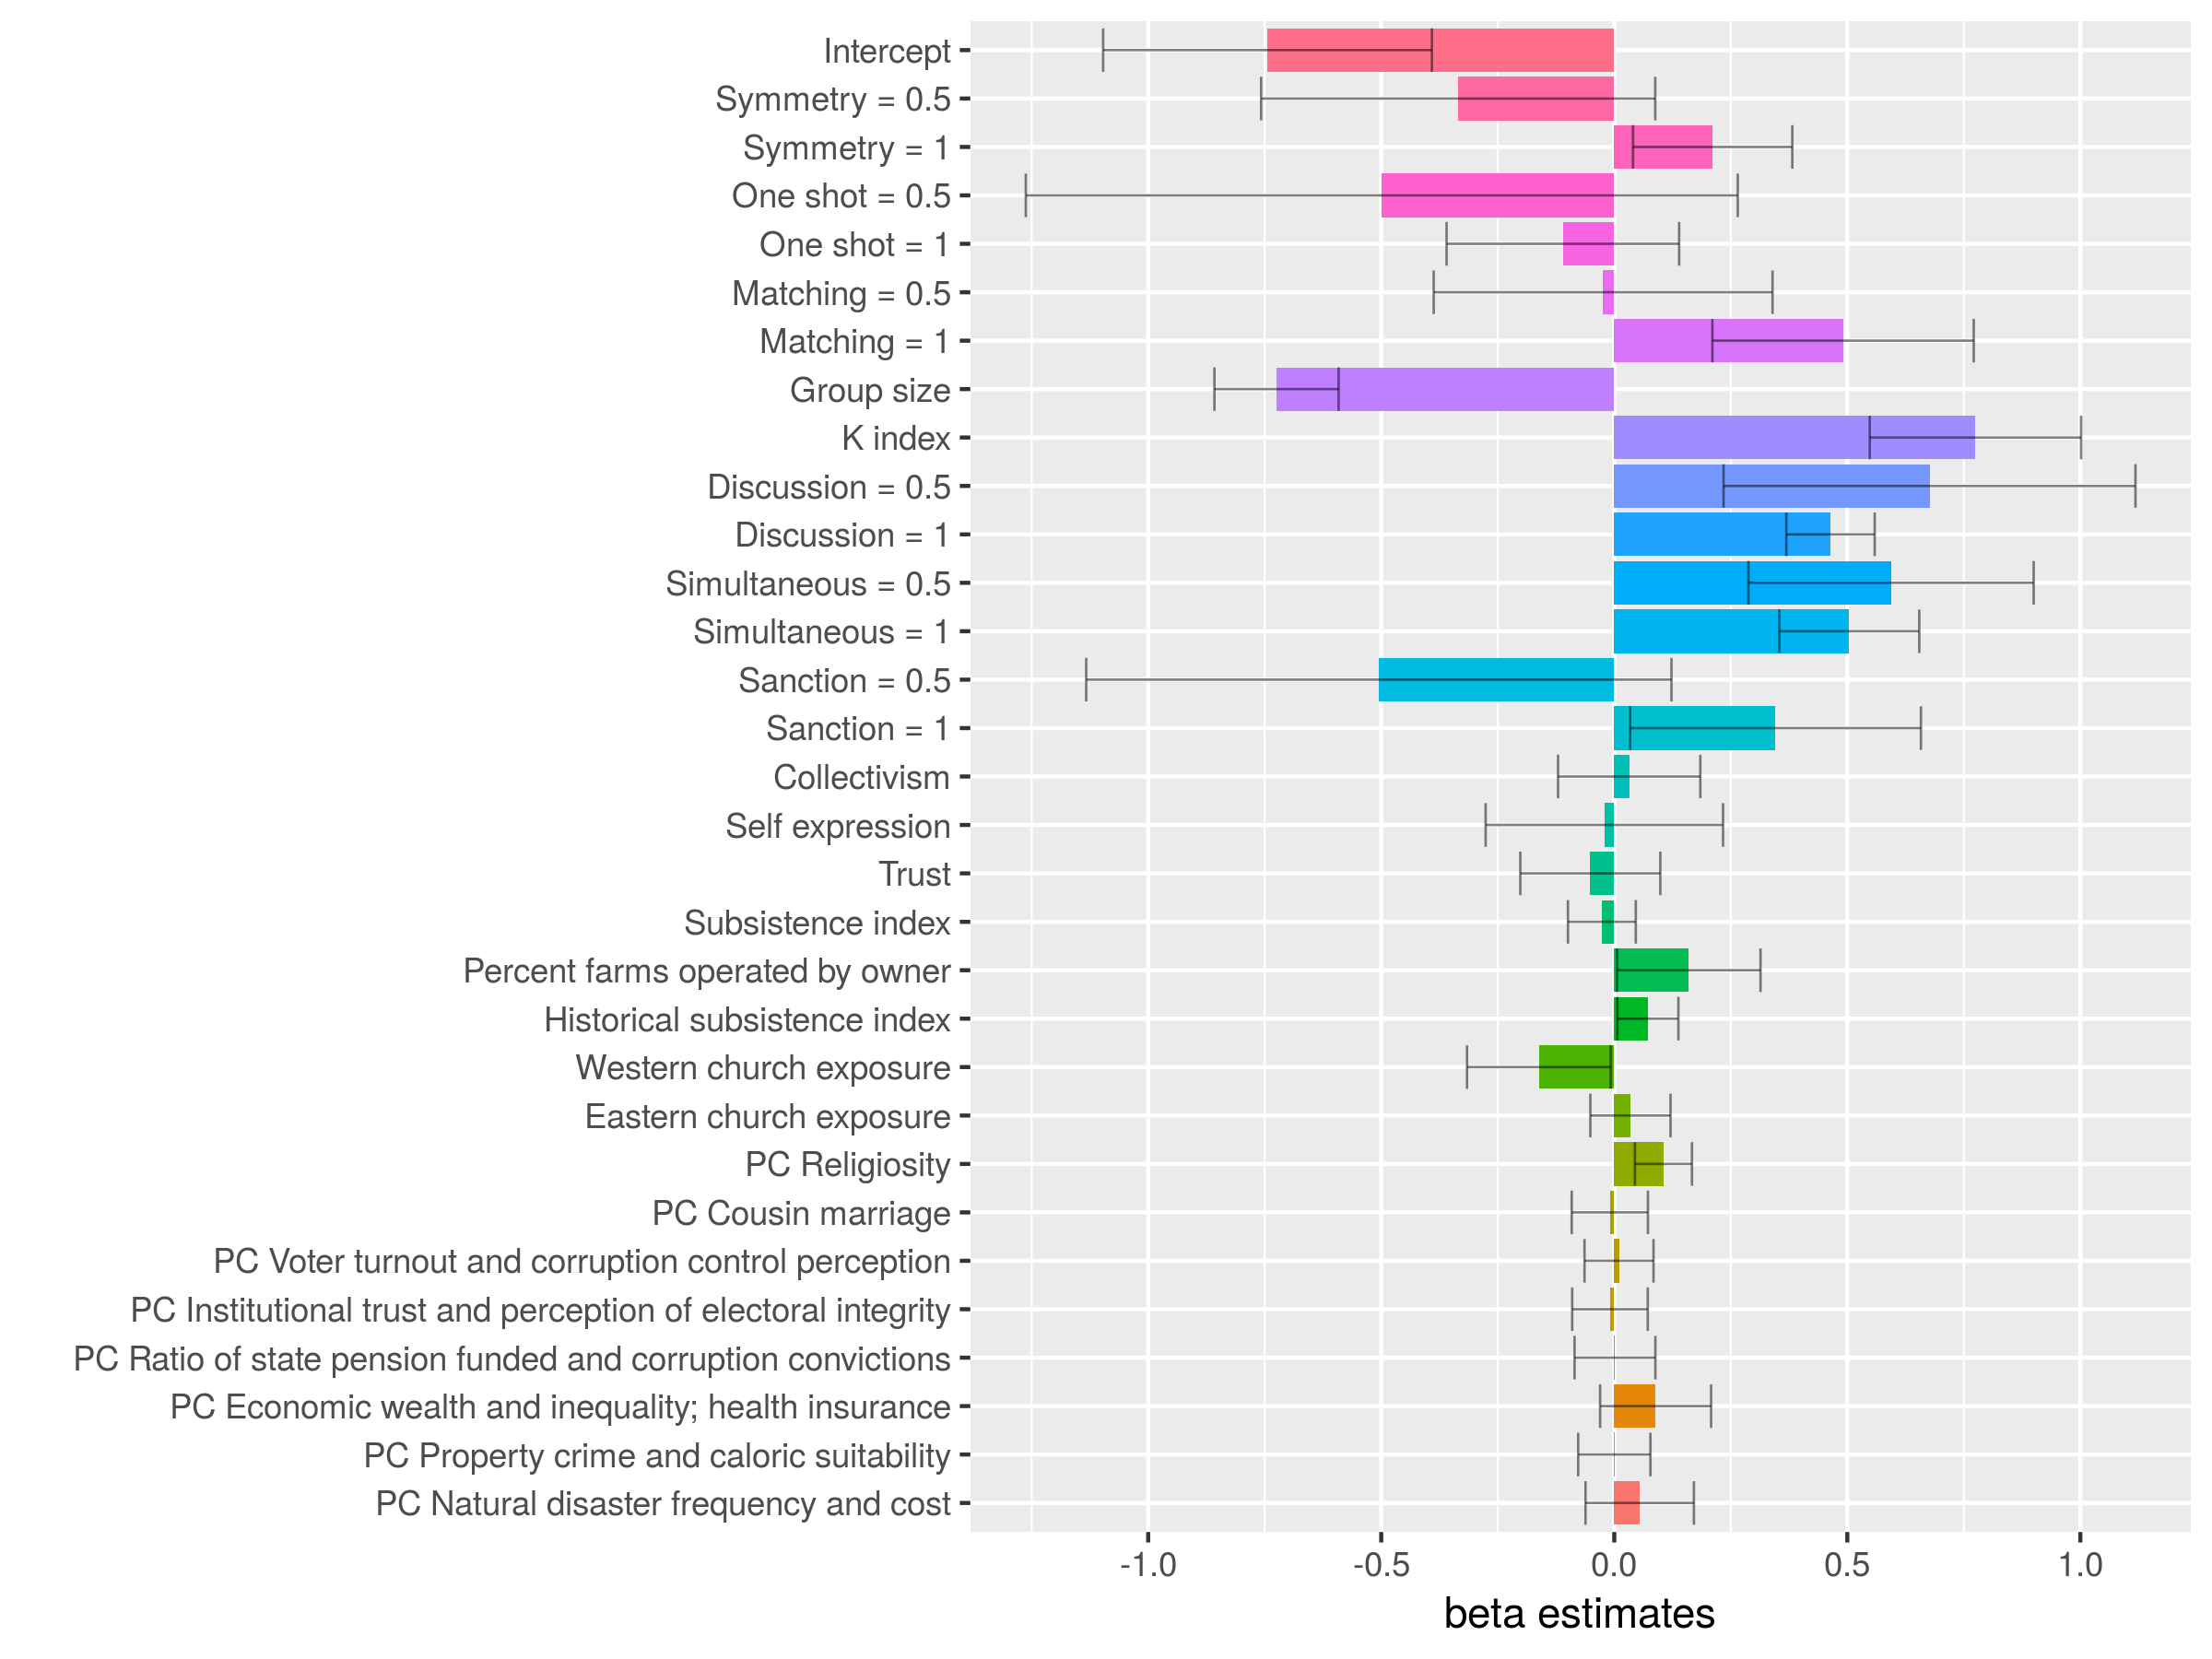 Intercept
Symmetry = 0.5
Symmetry = 1
One shot = 0.5
One shot = 1
Matching = 0.5
Matching = 1
Group size
K index
Discussion = 0.5
Discussion = 1
Simultaneous = 0.5
Simultaneous = 1
Sanction = 0.5
Sanction = 1
Collectivism
Self expression
Trust
Subsistence index
Percent farms operated by owner
Historical subsistence index
Western church exposure
Eastern church exposure
PC Religiosity
PC Cousin marriage
PC Voter turnout and corruption control perception
PC Institutional trust and perception of electoral integrity
PC Ratio of state pension funded and corruption convictions
PC Economic wealth and inequality; health insurance
PC Property crime and caloric suitability
PC Natural disaster frequency and cost
-1.0 -0.5 0.0 0.5 1.0
beta estimates